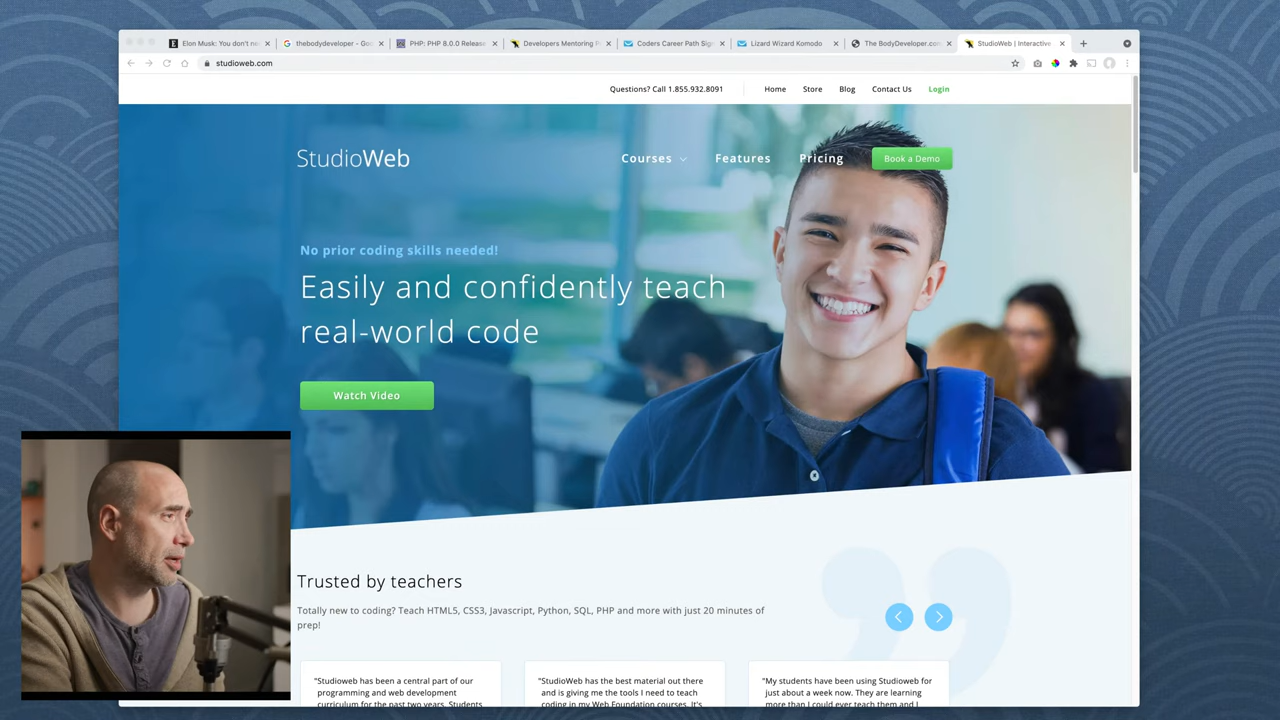 Elon Musk: You don't ne
thebodydeveloper - Goo
PHP: PHP 8.0.0 Release
Developers Mentoring P
Coders Career Path Sig
Lizard Wizard Komodo
The BodyDeveloper.com
StudioWeb | Interactive
studioweb.com
Questions? Call 1.855.932.8091
Home
Store
Blog
Contact Us
Login
StudioWeb
Courses
Features
Pricing
Book a Demo
No prior coding skills needed!
Easily and confidently teach
real-world code
Watch Video
Trusted by teachers
Totally new to coding? Teach HTML5, CSS3, Javascript, Python, SQL, PHP and more with just 20 minutes of
prep!
"Studioweb has been a central part of our
programming and web development
curriculum for the past two years. Students
"StudioWeb has the best material out there
and is giving me the tools I need to teach
coding in my Web Foundation courses. It's
"My students have been using Studioweb for
just about a week now. They are learning
more than I could ever teach them and I